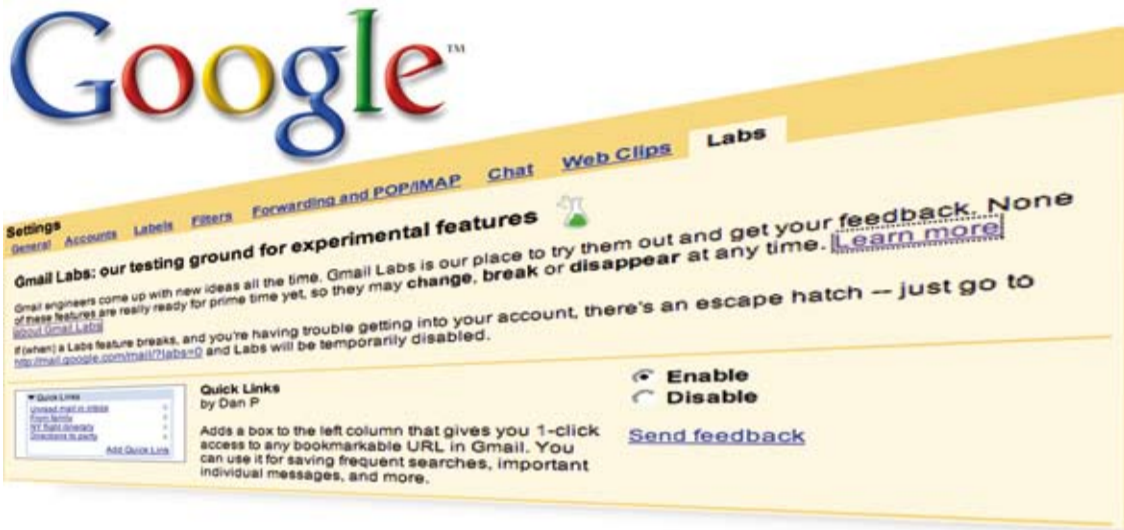 Google™
Settings
General Accounts Labels Filters Forwarding and POP/IMAP Chat Web Clips Labs
Gmail Labs: our testing ground for experimental features
Gmail engineers come up with new ideas all the time. Gmail Labs is our place to try them out and get your feedback. None
of these features are really ready for prime time yet, so they may change, break or disappear at any time. Learn more
about Gmail Labs
If (when) a Labs feature breaks, and you're having trouble getting into your account, there's an escape hatch -- just go to
http://mail.google.com/mail/?labs=0 and Labs will be temporarily disabled.
Quick Links
Unread mail in inbox
From family
NY flight itinerary
Directions to party
Add Quick Link
Quick Links
by Dan P
Adds a box to the left column that gives you 1-click
access to any bookmarkable URL in Gmail. You
can use it for saving frequent searches, important
individual messages, and more.
Enable
Disable
Send feedback